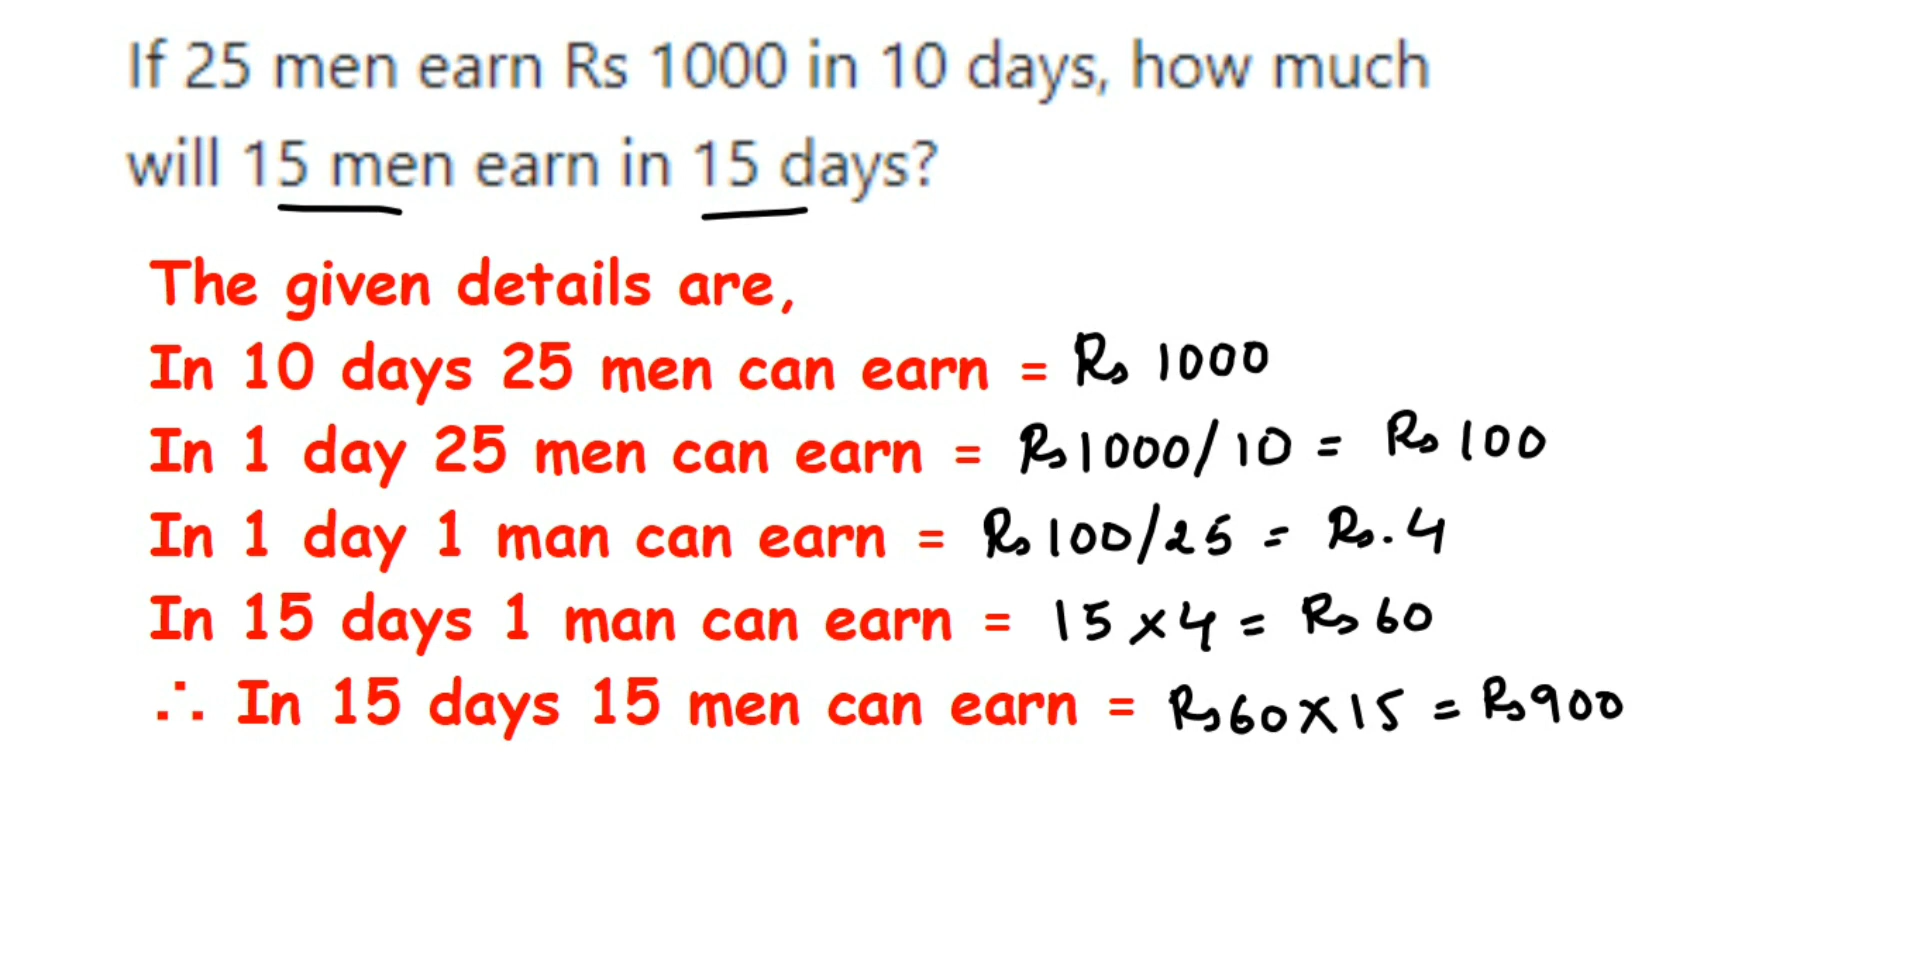 If 25 men earn Rs 1000 in 10 days, how much
will 15 men earn in 15 days?
The given details are,
In 10 days 25 men can earn = Rs 1000
In 1 day 25 men can earn = Rs1000/10 = Rs 100
In 1 day 1 man can earn = Rs 100/25 = Rs. 4
In 15 days 1 man can earn = 15 x 4 = Rs 60
∴ In 15 days 15 men can earn = Rs60 x 15 = Rs900